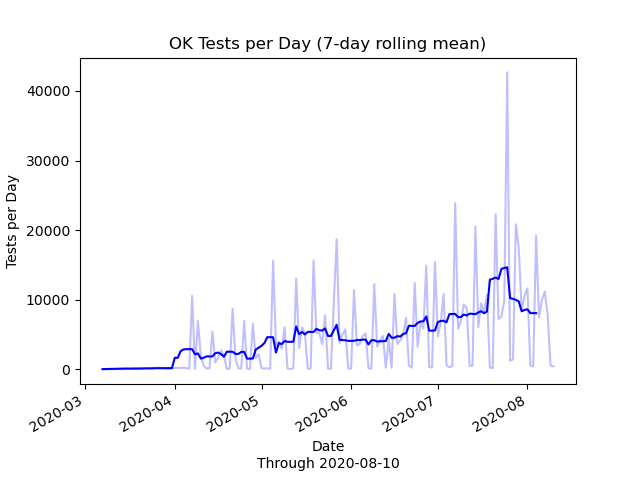 OK Tests per Day (7-day rolling mean)
Tests per Day
40000
30000
20000
10000
0
2020-03
2020-04
2020-05
2020-06
2020-07
2020-08
Date
Through 2020-08-10